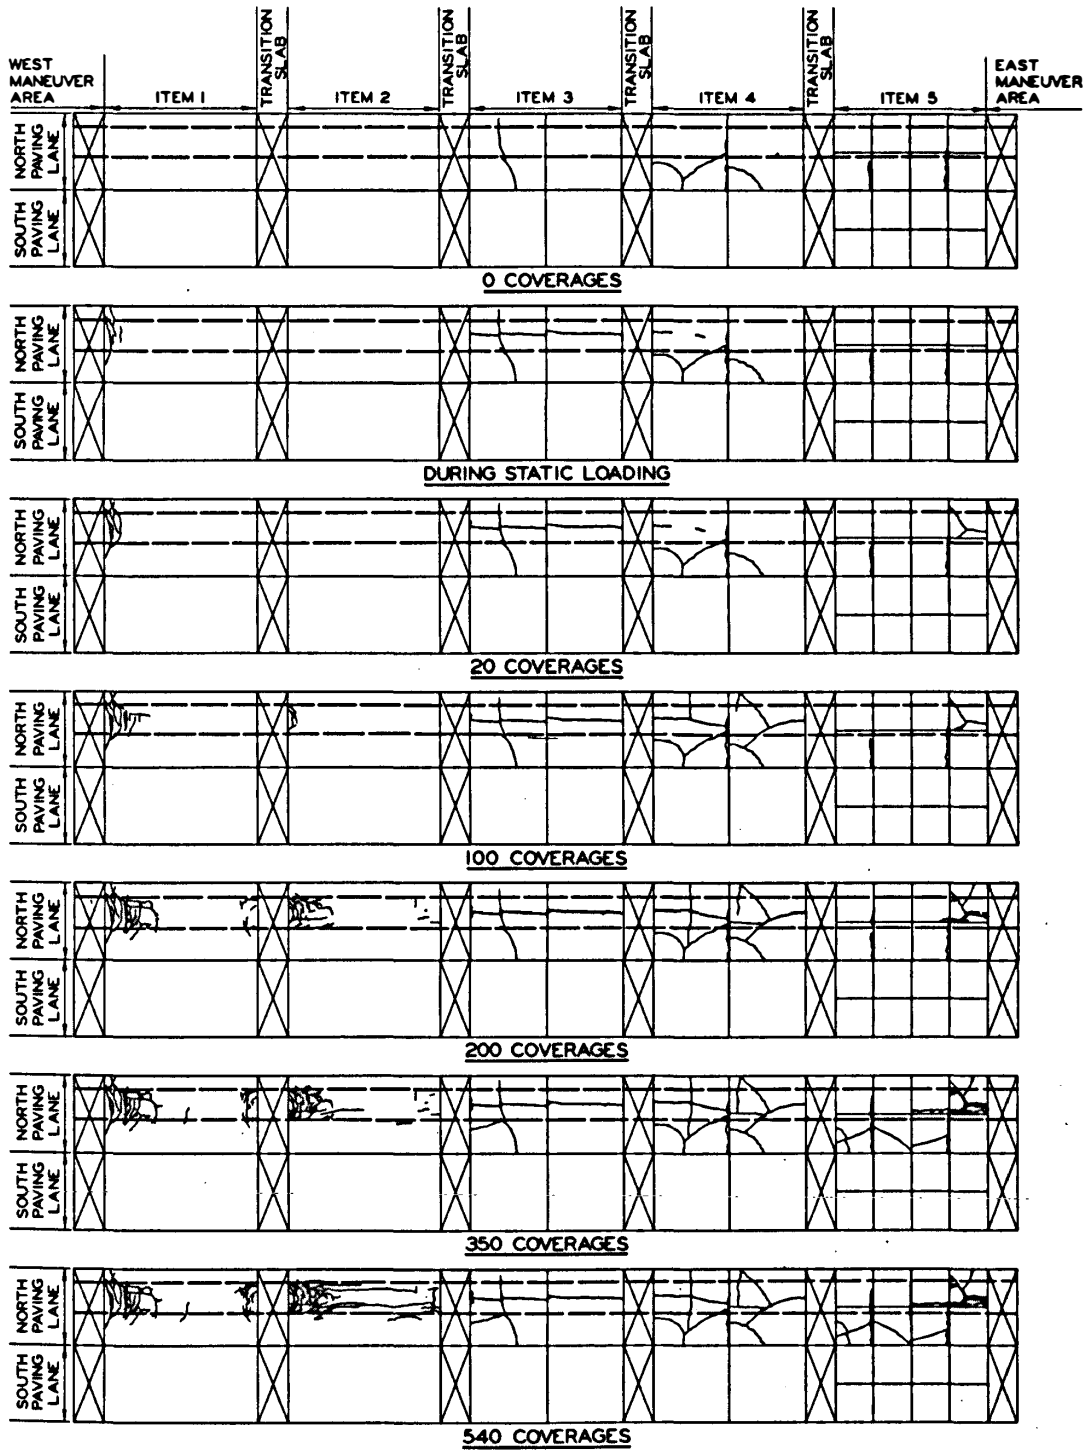 WEST
MANEUVER
AREA
ITEM 1
TRANSITION
SLAB
ITEM 2
TRANSITION
SLAB
ITEM 3
TRANSITION
SLAB
ITEM 4
TRANSITION
SLAB
ITEM 5
EAST
MANEUVER
AREA
NORTH
PAVING
LANE
SOUTH
PAVING
LANE
0 COVERAGES
NORTH
PAVING
LANE
SOUTH
PAVING
LANE
DURING STATIC LOADING
NORTH
PAVING
LANE
SOUTH
PAVING
LANE
20 COVERAGES
NORTH
PAVING
LANE
SOUTH
PAVING
LANE
100 COVERAGES
NORTH
PAVING
LANE
SOUTH
PAVING
LANE
200 COVERAGES
NORTH
PAVING
LANE
SOUTH
PAVING
LANE
350 COVERAGES
NORTH
PAVING
LANE
SOUTH
PAVING
LANE
540 COVERAGES